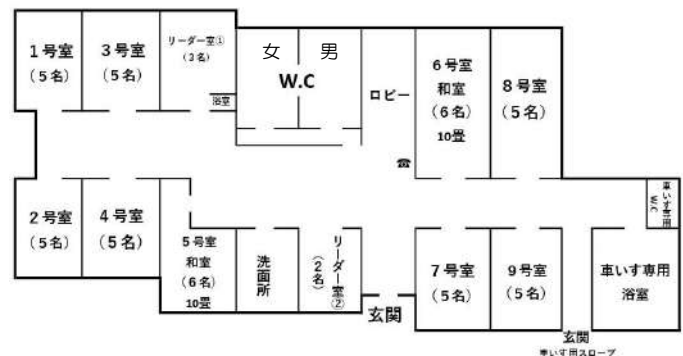 1号室
(5名)
3号室
(5名)
リーダー室①
(3名)
浴室
女
男
W.C
ロビー
☎
6号室
和室
(6名)
10畳
8号室
(5名)
2号室
(5名)
4号室
(5名)
5号室
和室
(6名)
10畳
洗面所
リーダー室②
(2名)
玄関
7号室
(5名)
9号室
(5名)
車いす専用
W.C
車いす専用
浴室
玄関
車いす用スロープ